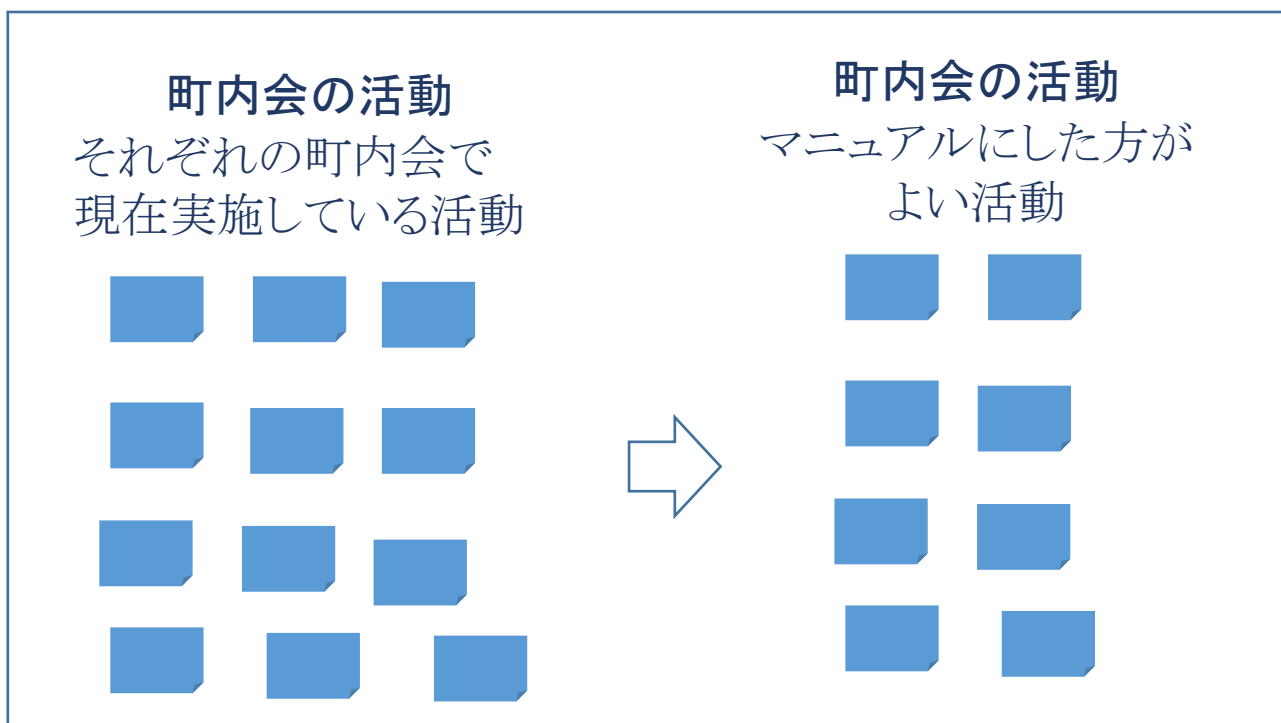 町内会の活動
それぞれの町内会で
現在実施している活動
町内会の活動
マニュアルにした方が
よい活動